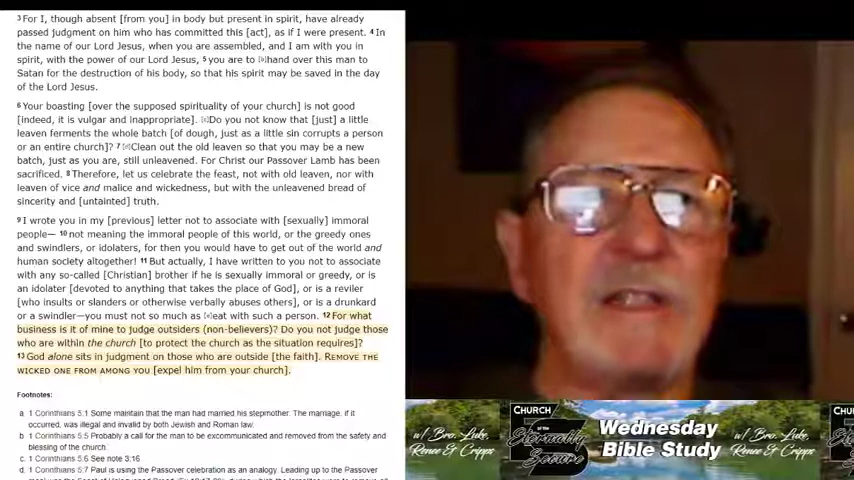 3 For I, though absent [from you] in body but present in spirit, have already
passed judgment on him who has committed this [act], as if I were present. 4 In
the name of our Lord Jesus, when you are assembled, and I am with you in
spirit, with the power of our Lord Jesus, 5 you are to [b]hand over this man to
Satan for the destruction of his body, so that his spirit may be saved in the day
of the Lord Jesus.
6 Your boasting [over the supposed spirituality of your church] is not good
[indeed, it is vulgar and inappropriate]. [c]Do you not know that [just] a little
leaven ferments the whole batch [of dough, just as a little sin corrupts a person
or an entire church]? 7 [d]Clean out the old leaven so that you may be a new
batch, just as you are, still unleavened. For Christ our Passover Lamb has been
sacrificed. 8 Therefore, let us celebrate the feast, not with old leaven, nor with
leaven of vice and malice and wickedness, but with the unleavened bread of
sincerity and [untainted] truth.
9 I wrote you in my [previous] letter not to associate with [sexually] immoral
people— 10 not meaning the immoral people of this world, or the greedy ones
and swindlers, or idolaters, for then you would have to get out of the world and
human society altogether! 11 But actually, I have written to you not to associate
with any so-called [Christian] brother if he is sexually immoral or greedy, or is
an idolater [devoted to anything that takes the place of God], or is a reviler
[who insults or slanders or otherwise verbally abuses others], or is a drunkard
or a swindler—you must not so much as [e]eat with such a person. 12 For what
business is it of mine to judge outsiders (non-believers)? Do you not judge those
who are within the church [to protect the church as the situation requires]?
13 God alone sits in judgment on those who are outside [the faith]. REMOVE THE
WICKED ONE FROM AMONG YOU [expel him from your church].
Footnotes:
a 1 Corinthians 5:1 Some maintain that the man had married his stepmother. The marriage, if it
occurred, was illegal and invalid by both Jewish and Roman law.
b 1 Corinthians 5:5 Probably a call for the man to be excommunicated and removed from the safety and
blessing of the church.
c 1 Corinthians 5:6 See note 3:16
d 1 Corinthians 5:7 Paul is using the Passover celebration as an analogy. Leading up to the Passover
w/ Bro. Luke,
Renee & Cripps
CHURCH
of the
Eternally
Secure
Wednesday
Bible Study
w/ Bro. Luke,
Renee & Cripps
CH